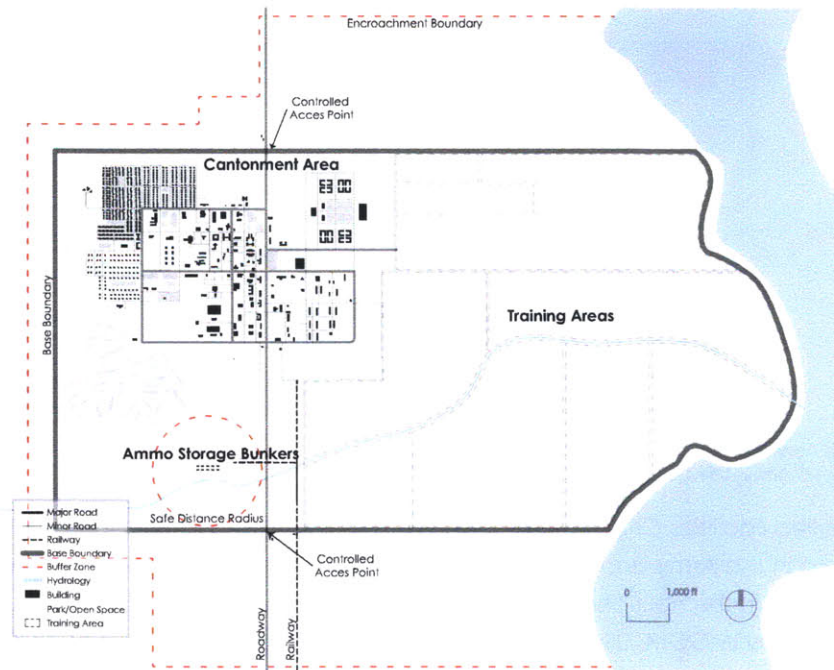 Encroachment Boundary
Controlled
Acces Point
Cantonment Area
Base Boundary
Training Areas
Ammo Storage Bunkers
Safe Distance Radius
Major Road
Minor Road
Railway
Base Boundary
Buffer Zone
Hydrology
Building
Park/Open Space
Training Area
Controlled
Acces Point
Roadway
Railway
0 1,000 ft